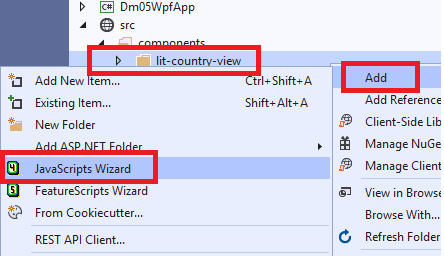 Dm05WpfApp
src
components
lit-country-view
Add New Item... Ctrl+Shift+A
Existing Item... Shift+Alt+A
New Folder
Add ASP.NET Folder
JavaScripts Wizard
FeatureScripts Wizard
From Cookiecutter...
REST API Client...
Add
Add Reference
Client-Side Lib
Manage NuGe
Manage Client
View in Browse
Browse With...
Refresh Folder